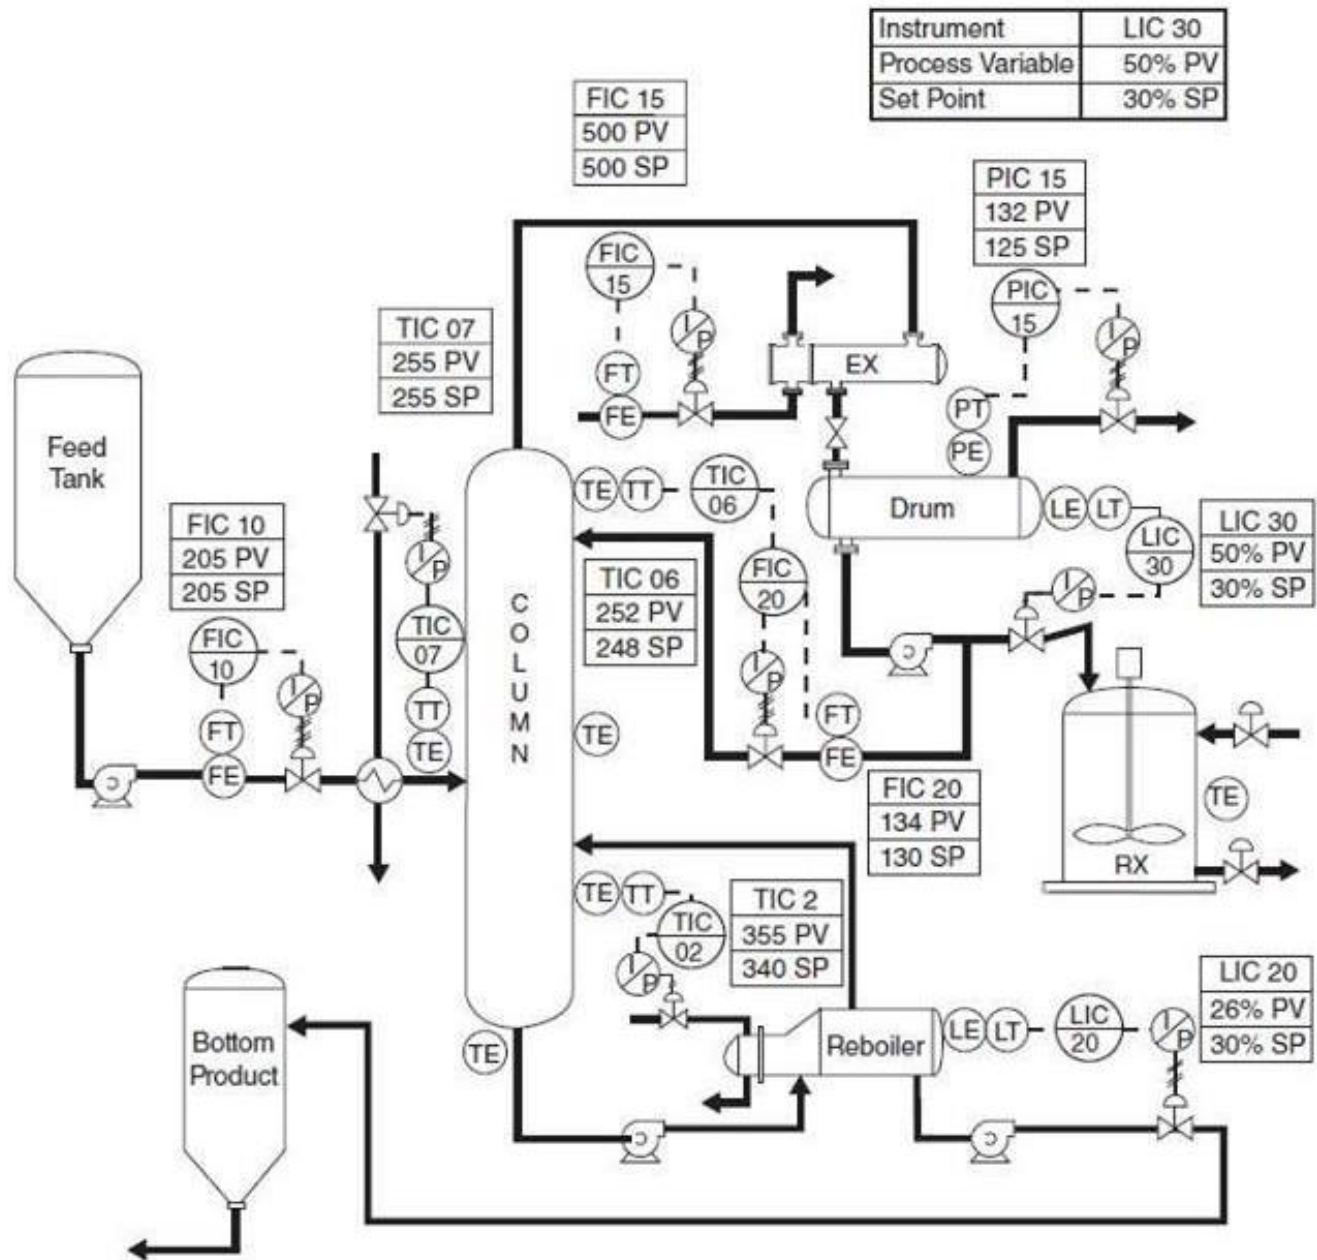 Instrument LIC 30
Process Variable 50% PV
Set Point 30% SP
FIC 15
500 PV
500 SP
PIC 15
132 PV
125 SP
FIC
15
I/P
PIC
15
I/P
TIC 07
255 PV
255 SP
FT
FE
EX
PT
PE
Feed
Tank
TE TT
TIC
06
Drum
LE LT
LIC
30
LIC 30
50% PV
30% SP
FIC 10
205 PV
205 SP
I/P
TIC 06
252 PV
248 SP
FIC
20
I/P
COLUMN
FIC
10
TIC
07
C
I/P
I/P
TT
TE
FT
FE
TE
FT
FE
C
FIC 20
134 PV
130 SP
TE
RX
TE TT
TIC
02
TIC 2
355 PV
340 SP
I/P
LIC 20
26% PV
30% SP
Bottom
Product
TE
Reboiler
LE LT
LIC
20
I/P
C
C